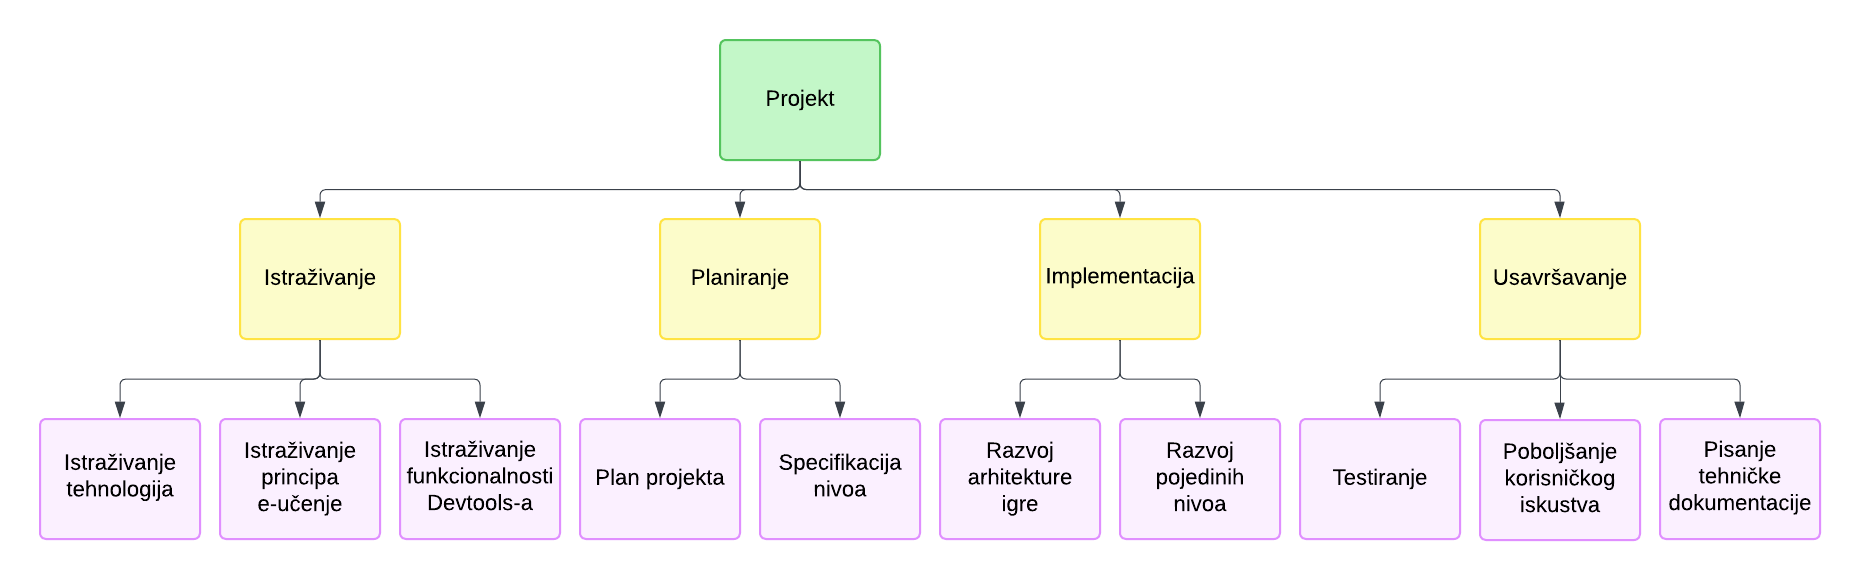 Projekt
Istraživanje
Planiranje
Implementacija
Usavršavanje
Istraživanje
tehnologija
Istraživanje
principa
e-učenje
Istraživanje
funkcionalnosti
Devtools-a
Plan projekta
Specifikacija
nivoa
Razvoj
arhitekture
igre
Razvoj
pojedinih
nivoa
Testiranje
Poboljšanje
korisničkog
iskustva
Pisanje
tehničke
dokumentacije